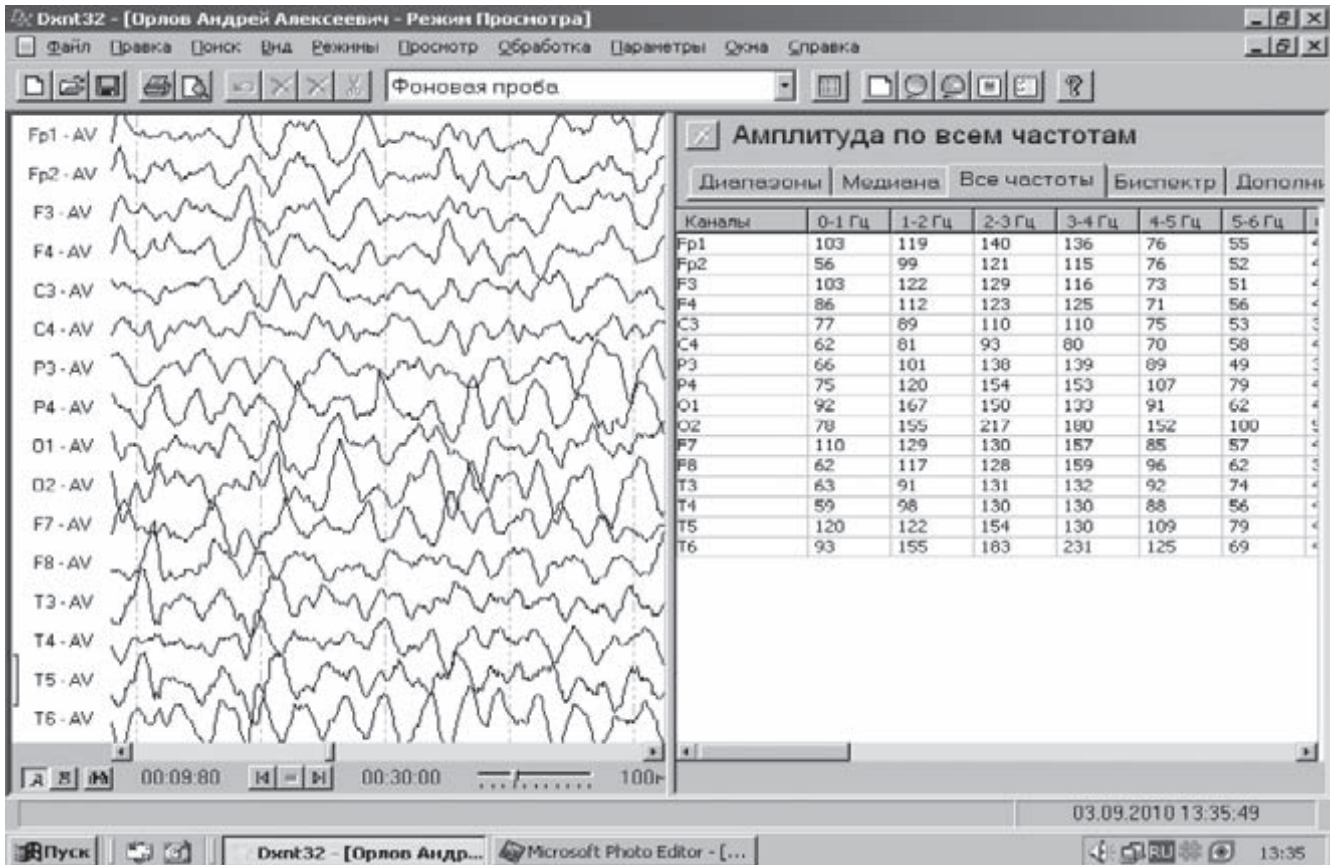 Dxnt32 - [Орлов Андрей Алексеевич - Режим Просмотра]
Файл Правка Поиск Вид Режимы Просмотр Обработка Параметры Окна Справка
Фоновая проба
Fp1 - AV
Fp2 - AV
F3 - AV
F4 - AV
C3 - AV
C4 - AV
P3 - AV
P4 - AV
O1 - AV
O2 - AV
F7 - AV
F8 - AV
T3 - AV
T4 - AV
T5 - AV
T6 - AV
00:09:80 00:30:00 100
Амплитуда по всем частотам
Диапазоны Медиана Все частоты Биспектр Дополни
Каналы 0-1 Гц 1-2 Гц 2-3 Гц 3-4 Гц 4-5 Гц 5-6 Гц
Fp1 103 119 140 136 76 55
Fp2 56 99 121 115 76 52
F3 103 122 129 116 73 51
F4 86 112 123 125 71 56
C3 77 89 110 110 75 53
C4 62 81 93 80 70 58
P3 66 101 138 139 89 49
P4 75 120 154 153 107 79
O1 92 167 150 133 91 62
O2 78 155 217 180 152 100
F7 110 129 130 157 85 57
F8 62 117 128 159 96 62
T3 63 91 131 132 92 74
T4 59 98 130 130 88 56
T5 120 122 154 130 109 79
T6 93 155 183 231 125 69
03.09.2010 13:35:49
Пуск Dxnt32 - [Орлов Андр... Microsoft Photo Editor - [... RU 13:35